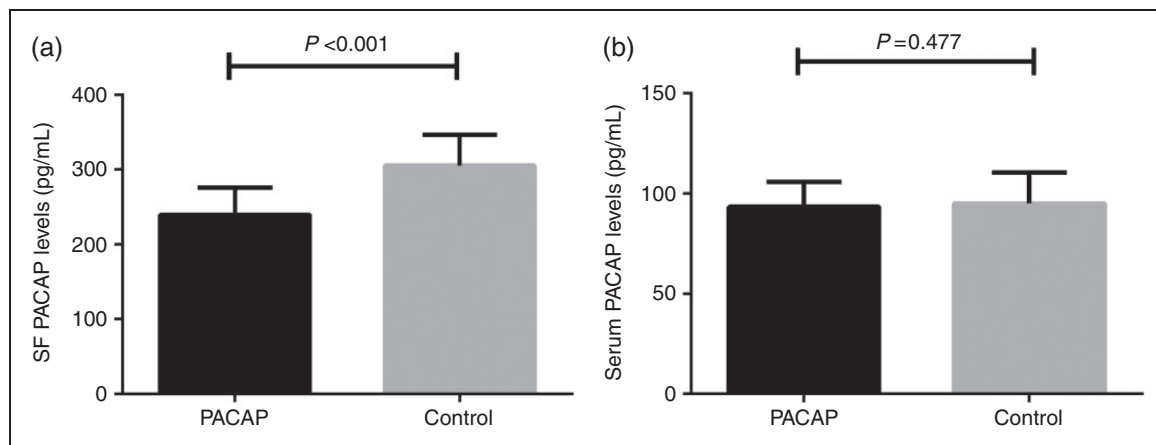 (a)
P <0.001
SF PACAP levels (pg/mL)
400
300
200
100
0
PACAP
Control
(b)
P=0.477
Serum PACAP levels (pg/mL)
150
100
50
0
PACAP
Control